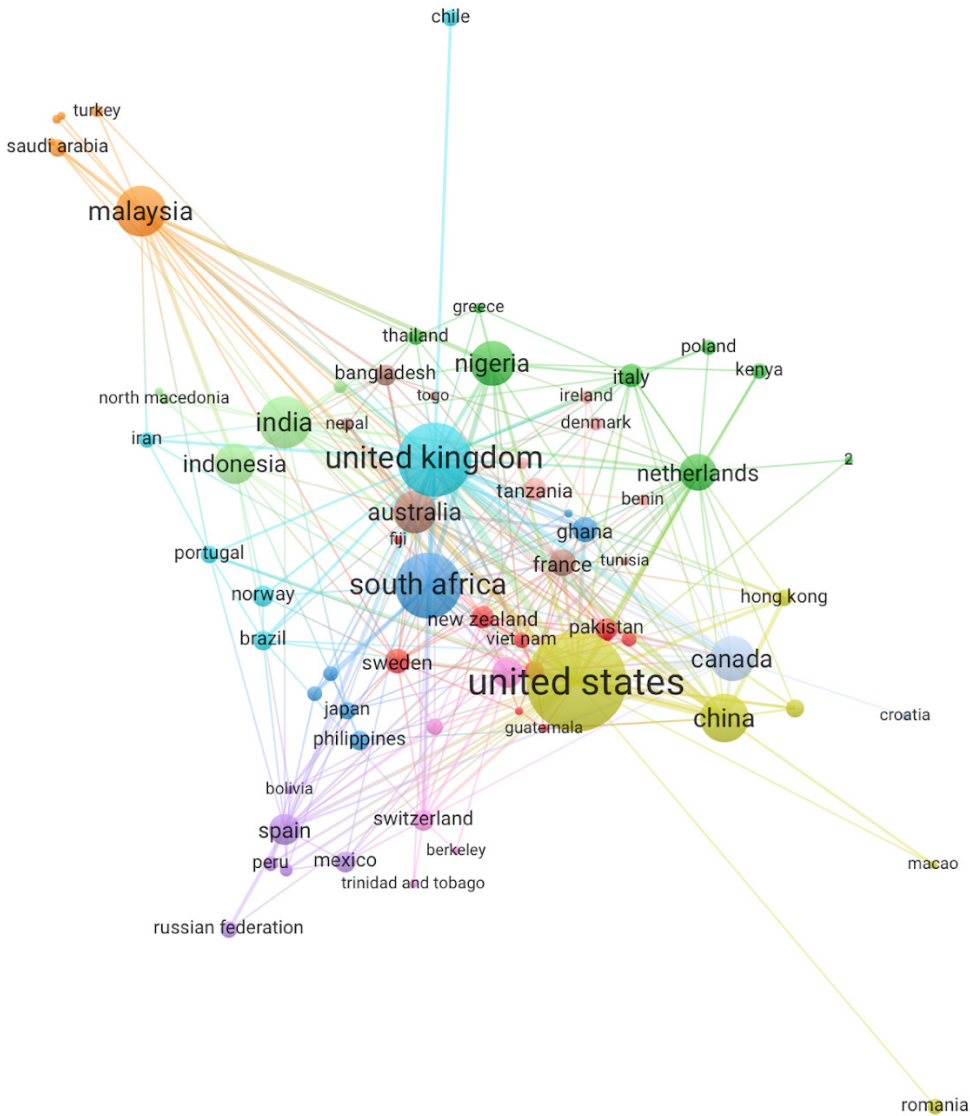 chile
turkey
saudi arabia
malaysia
greece
thailand
nigeria
poland
bangladesh
italy
kenya
north macedonia
togo
ireland
india
nepal
denmark
iran
indonesia
united kingdom
2
netherlands
tanzania
benin
australia
ghana
fiji
portugal
france
tunisia
south africa
norway
hong kong
new zealand
viet nam
pakistan
brazil
sweden
canada
united states
japan
china
croatia
guatemala
philippines
bolivia
switzerland
spain
berkeley
peru
mexico
macao
trinidad and tobago
russian federation
romania